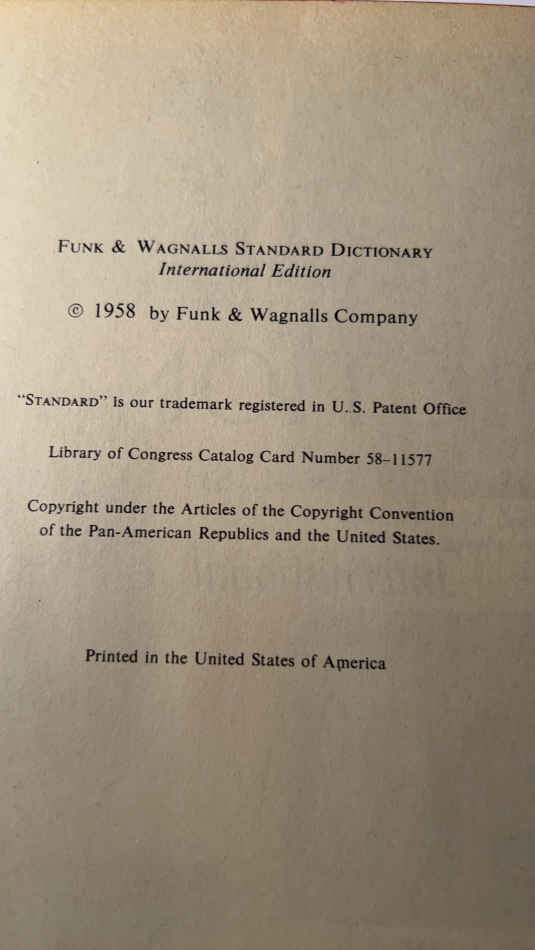 FUNK & WAGNALLS STANDARD DICTIONARY
International Edition
© 1958 by Funk & Wagnalls Company
"STANDARD" Is our trademark registered in U. S. Patent Office
Library of Congress Catalog Card Number 58–11577
Copyright under the Articles of the Copyright Convention
of the Pan-American Republics and the United States.
Printed in the United States of America